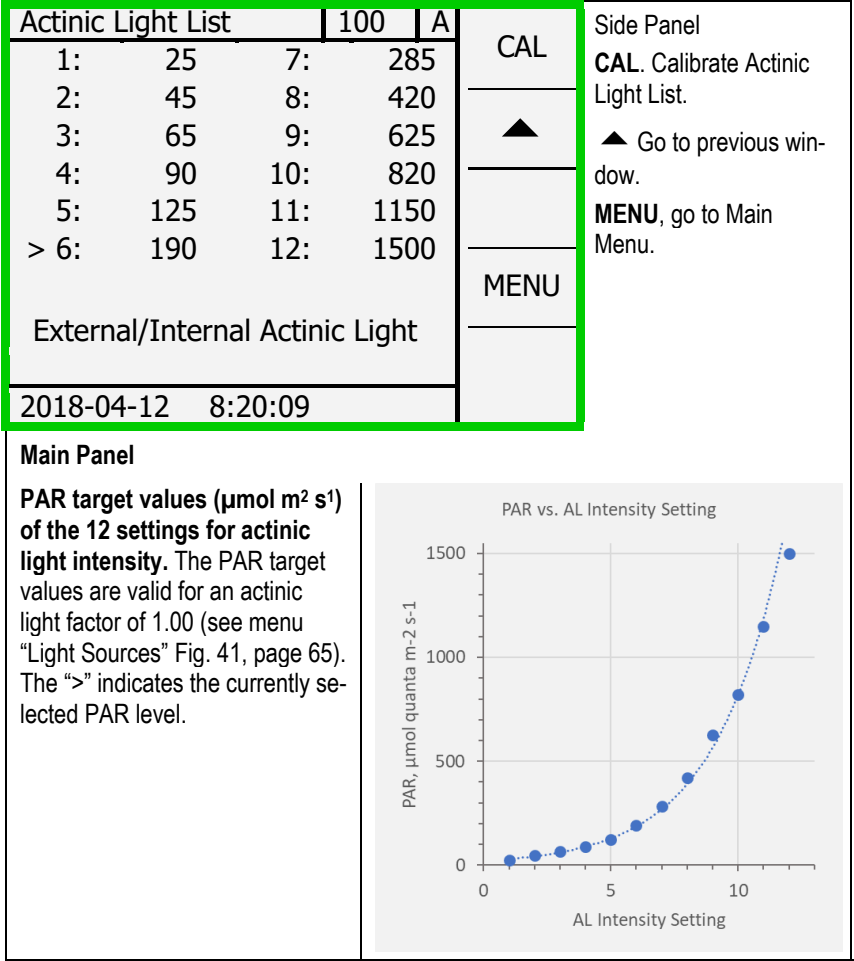 Actinic Light List 100 A
1: 25 7: 285
2: 45 8: 420
3: 65 9: 625
4: 90 10: 820
5: 125 11: 1150
> 6: 190 12: 1500
External/Internal Actinic Light
2018-04-12 8:20:09
CAL
▲
MENU
Side Panel
CAL. Calibrate Actinic
Light List.
▲ Go to previous win-
dow.
MENU, go to Main
Menu.
Main Panel
PAR target values (µmol m² s¹)
of the 12 settings for actinic
light intensity. The PAR target
values are valid for an actinic
light factor of 1.00 (see menu
“Light Sources” Fig. 41, page 65).
The “>” indicates the currently se-
lected PAR level.
PAR vs. AL Intensity Setting
PAR, µmol quanta m-2 s-1
1500
1000
500
0
0 5 10
AL Intensity Setting